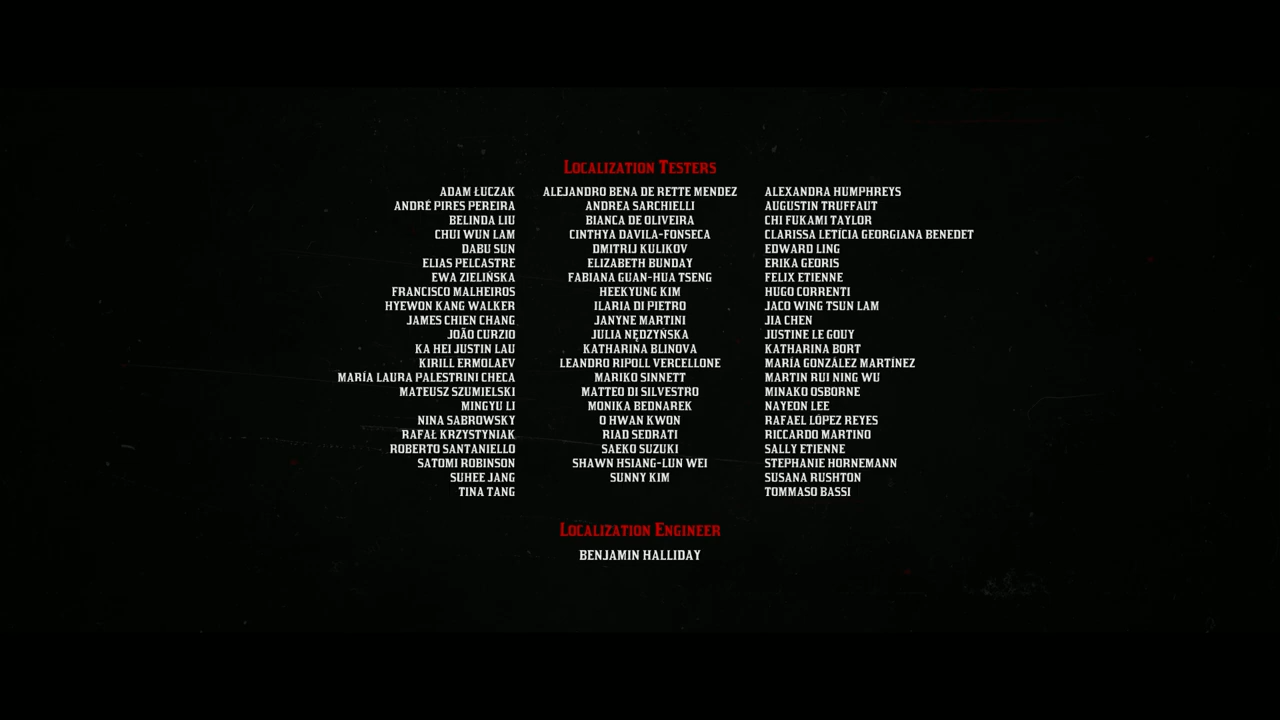 Localization Testers
ADAM ŁUCZAK ALEJANDRO BENA DE RETTE MENDEZ ALEXANDRA HUMPHREYS
ANDRÉ PIRES PEREIRA ANDREA SARCHIELLI AUGUSTIN TRUFFAUT
BELINDA LIU BIANCA DE OLIVEIRA CHI FUKAMI TAYLOR
CHUI WUN LAM CINTHYA DAVILA-FONSECA CLARISSA LETÍCIA GEORGIANA BENEDET
DABU SUN DMITRIJ KULIKOV EDWARD LING
ELIAS PELCASTRE ELIZABETH BUNDAY ERIKA GEORIS
EWA ZIELIŃSKA FABIANA GUAN-HUA TSENG FELIX ETIENNE
FRANCISCO MALHEIROS HEEKYUNG KIM HUGO CORRENTI
HYEWON KANG WALKER ILARIA DI PIETRO JACO WING TSUN LAM
JAMES CHIEN CHANG JANYNE MARTINI JIA CHEN
JOÃO CURZIO JULIA NĘDZYŃSKA JUSTINE LE GOUY
KA HEI JUSTIN LAU KATHARINA BLINOVA KATHARINA BORT
KIRILL ERMOLAEV LEANDRO RIPOLL VERCELLONE MARÍA GONZÁLEZ MARTÍNEZ
MARÍA LAURA PALESTRINI CHECA MARIKO SINNETT MARTIN RUI NING WU
MATEUSZ SZUMIELSKI MATTEO DI SILVESTRO MINAKO OSBORNE
MINGYU LI MONIKA BEDNAREK NAYEON LEE
NINA SABROWSKY O HWAN KWON RAFAEL LÓPEZ REYES
RAFAŁ KRZYSTYNIAK RIAD SEDRATI RICCARDO MARTINO
ROBERTO SANTANIELLO SAEKO SUZUKI SALLY ETIENNE
SATOMI ROBINSON SHAWN HSIANG-LUN WEI STEPHANIE HORNEMANN
SUHEE JANG SUNNY KIM SUSANA RUSHTON
TINA TANG TOMMASO BASSI
Localization Engineer
BENJAMIN HALLIDAY